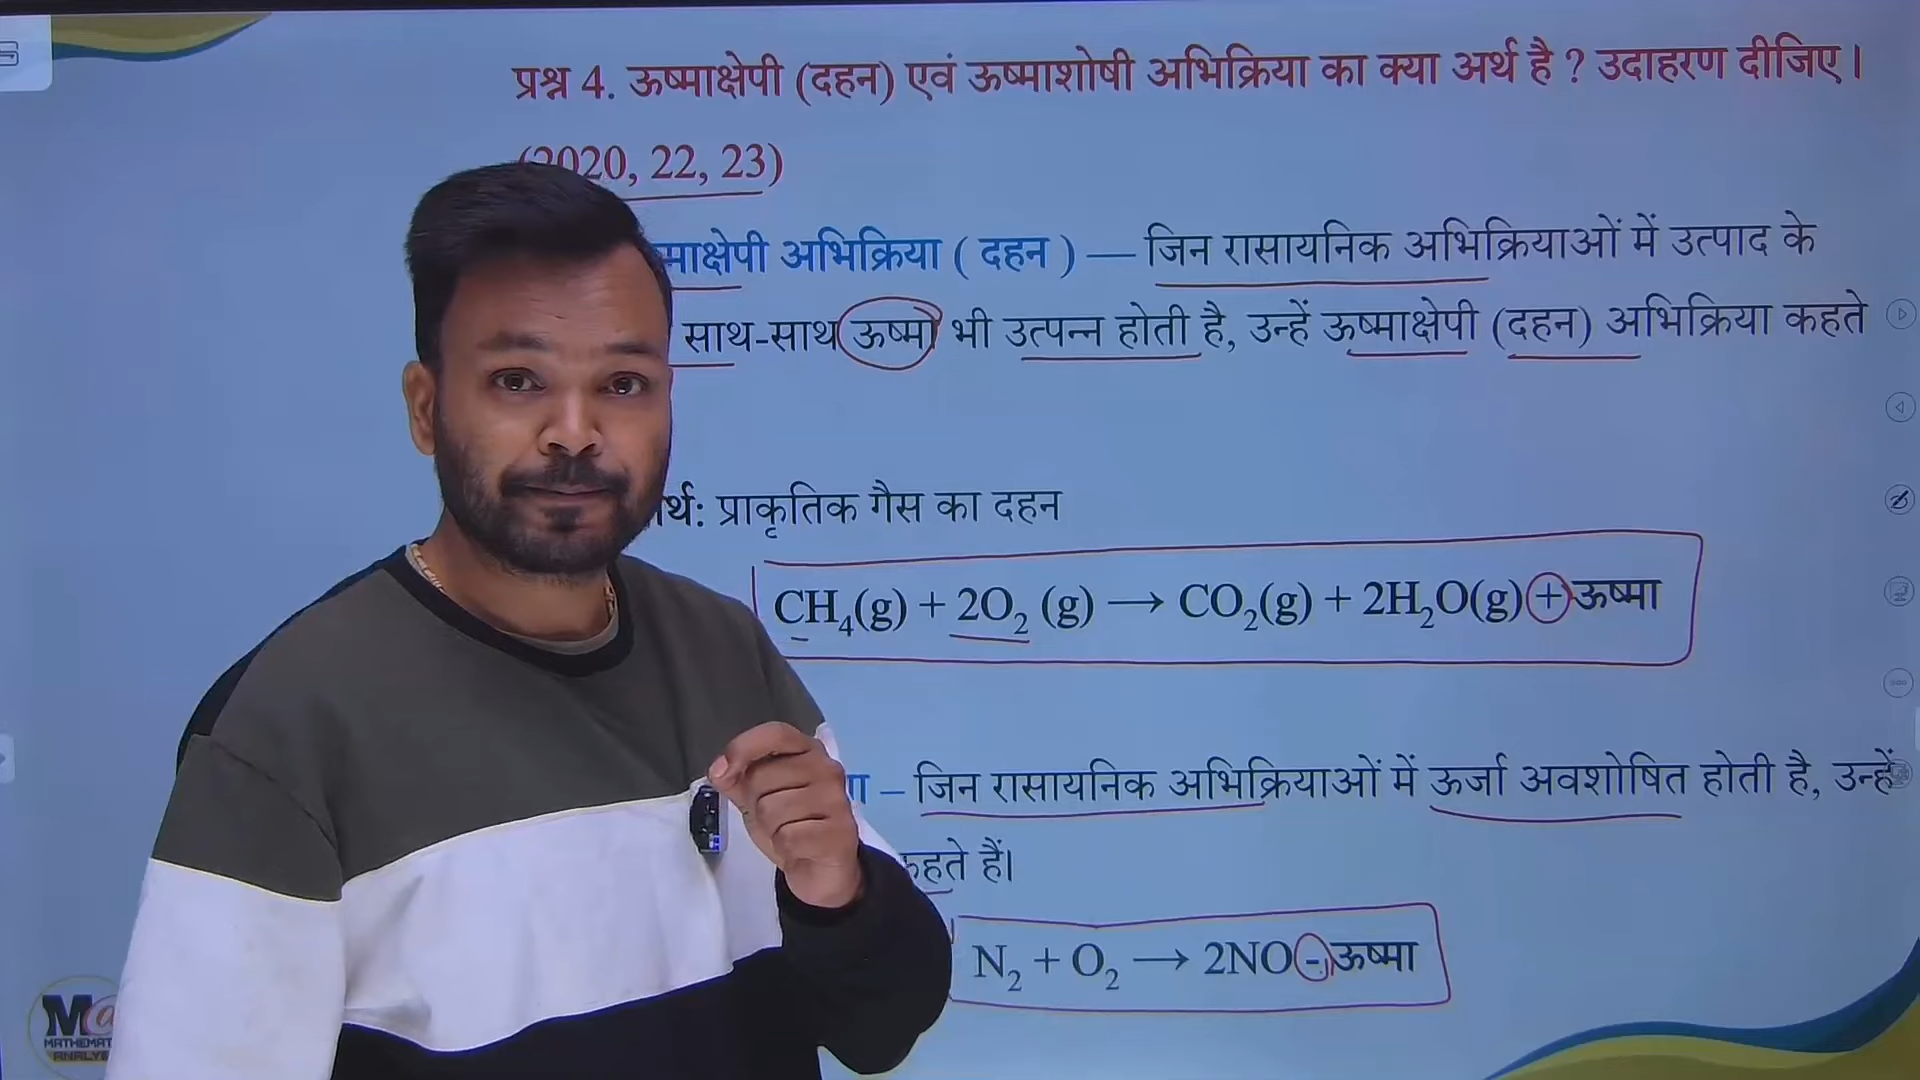 प्रश्न 4. ऊष्माक्षेपी (दहन) एवं ऊष्माशोषी अभिक्रिया का क्या अर्थ है ? उदाहरण दीजिए।
(2020, 22, 23)
अभिक्रिया ( दहन ) — जिन रासायनिक अभिक्रियाओं में उत्पाद के
साथ-साथ ऊष्मा भी उत्पन्न होती है, उन्हें ऊष्माक्षेपी (दहन) अभिक्रिया कहते
प्राकृतिक गैस का दहन
CH₄(g) + 2O₂ (g) → CO₂(g) + 2H₂O(g) + ऊष्मा
– जिन रासायनिक अभिक्रियाओं में ऊर्जा अवशोषित होती है, उन्हें
कहते हैं।
N₂ + O₂ → 2NO - ऊष्मा